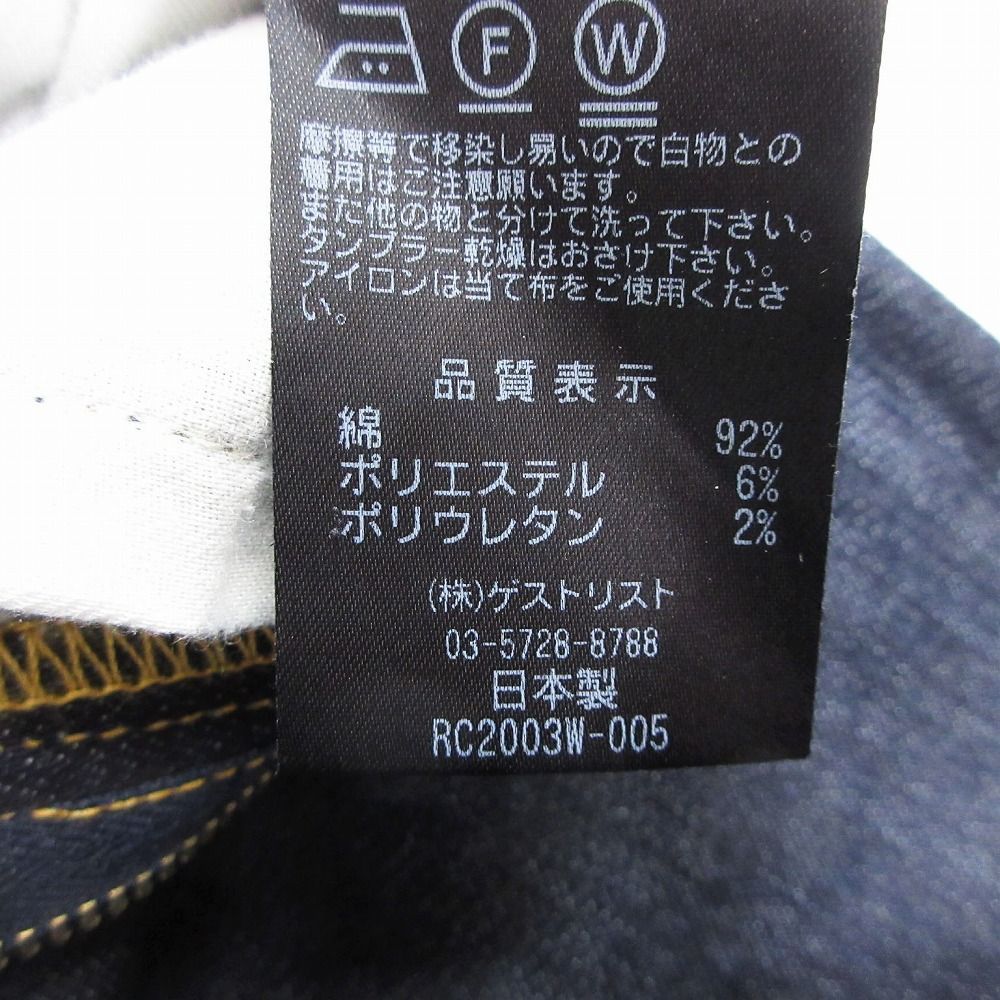 F W
摩擦等で移染し易いので白物との
着用はご注意願います。
また他の物と分けて洗って下さい。
タンブラー乾燥はおさけ下さい。
アイロンは当て布をご使用くださ
い。
品質表示
綿 92%
ポリエステル 6%
ポリウレタン 2%
(株)ゲストリスト
03-5728-8788
日本製
RC2003W-005